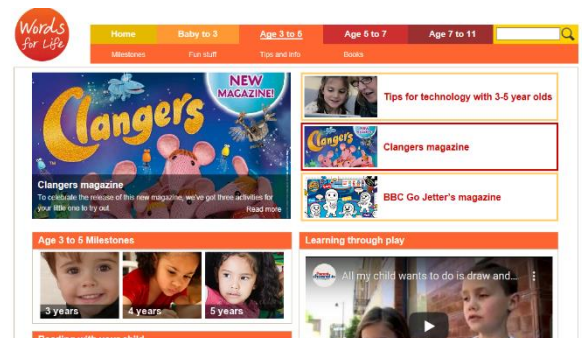 Words
for Life
Home
Baby to 3
Age 3 to 5
Age 5 to 7
Age 7 to 11
Milestones
Fun stuff
Tips and info
Books
NEW
MAGAZINE!
Clangers
Clangers magazine
To celebrate the release of this new magazine, we've got three activities for
your little one to try out.
Read more
Tips for technology with 3-5 year olds
Clangers magazine
BBC Go Jetter's magazine
Age 3 to 5 Milestones
3 years
4 years
5 years
Learning through play
All my child wants to do is draw and...